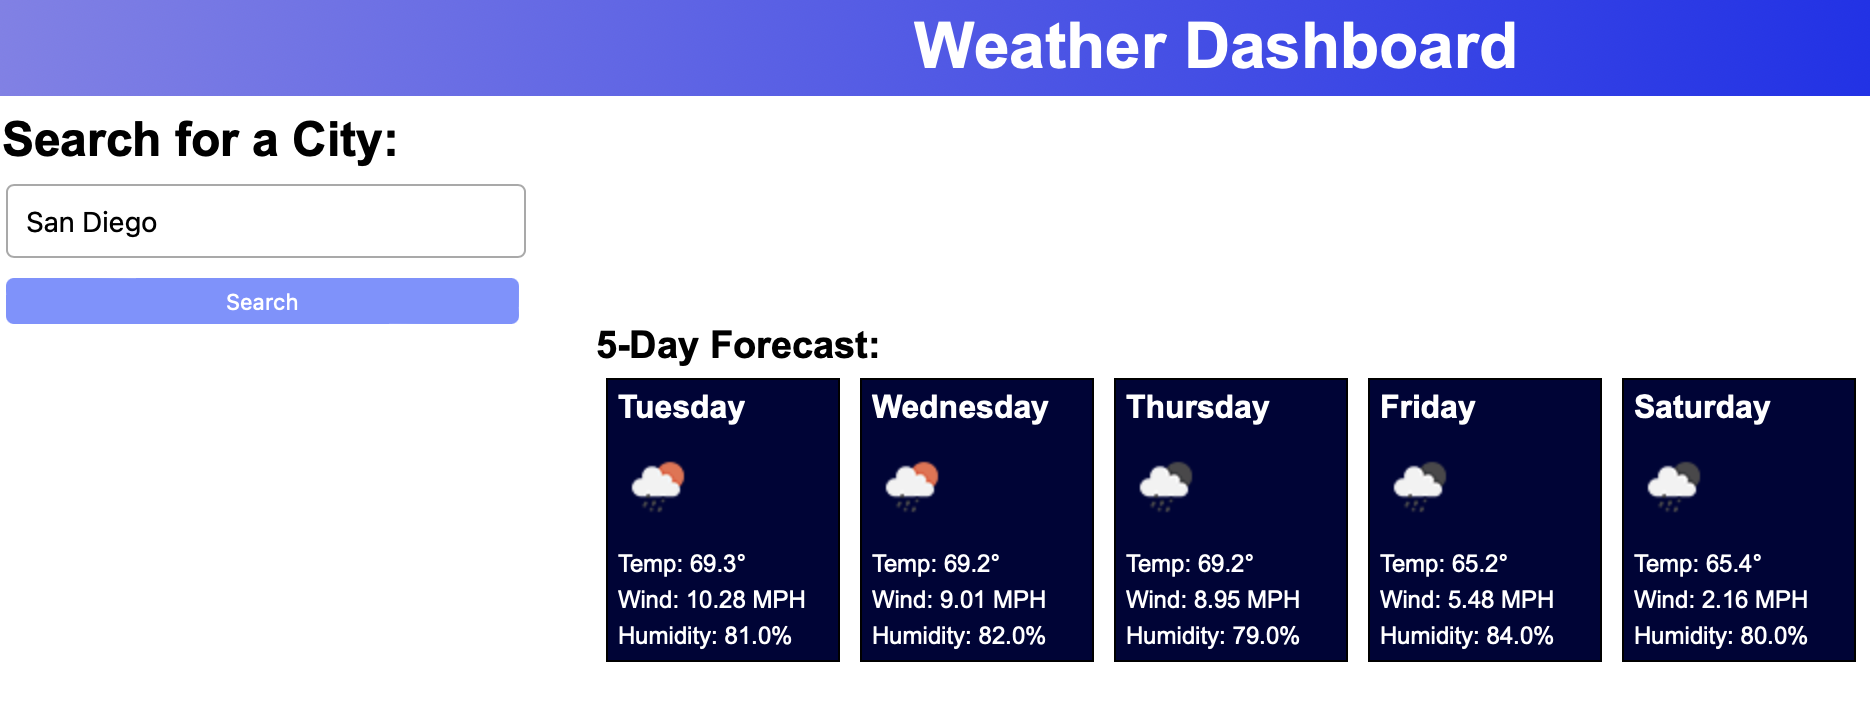 Weather Dashboard
Search for a City:
San Diego
Search
5-Day Forecast:
Tuesday
Temp: 69.3°
Wind: 10.28 MPH
Humidity: 81.0%
Wednesday
Temp: 69.2°
Wind: 9.01 MPH
Humidity: 82.0%
Thursday
Temp: 69.2°
Wind: 8.95 MPH
Humidity: 79.0%
Friday
Temp: 65.2°
Wind: 5.48 MPH
Humidity: 84.0%
Saturday
Temp: 65.4°
Wind: 2.16 MPH
Humidity: 80.0%